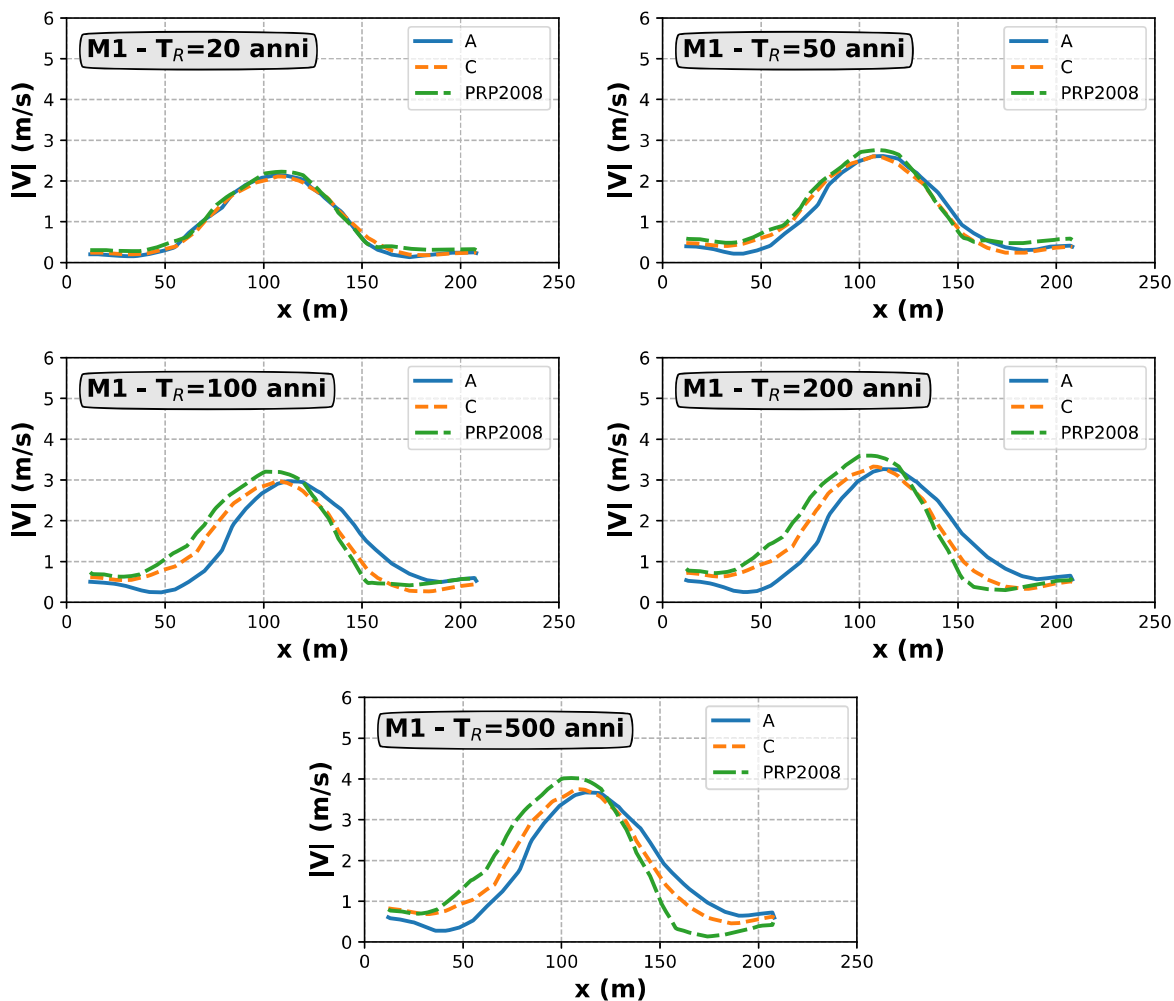 M1 - T_R=20 anni
A
C
PRP2008
|V| (m/s)
6
5
4
3
2
1
0
0 50 100 150 200 250
x (m)
M1 - T_R=50 anni
A
C
PRP2008
|V| (m/s)
6
5
4
3
2
1
0
0 50 100 150 200 250
x (m)
M1 - T_R=100 anni
A
C
PRP2008
|V| (m/s)
6
5
4
3
2
1
0
0 50 100 150 200 250
x (m)
M1 - T_R=200 anni
A
C
PRP2008
|V| (m/s)
6
5
4
3
2
1
0
0 50 100 150 200 250
x (m)
M1 - T_R=500 anni
A
C
PRP2008
|V| (m/s)
6
5
4
3
2
1
0
0 50 100 150 200 250
x (m)